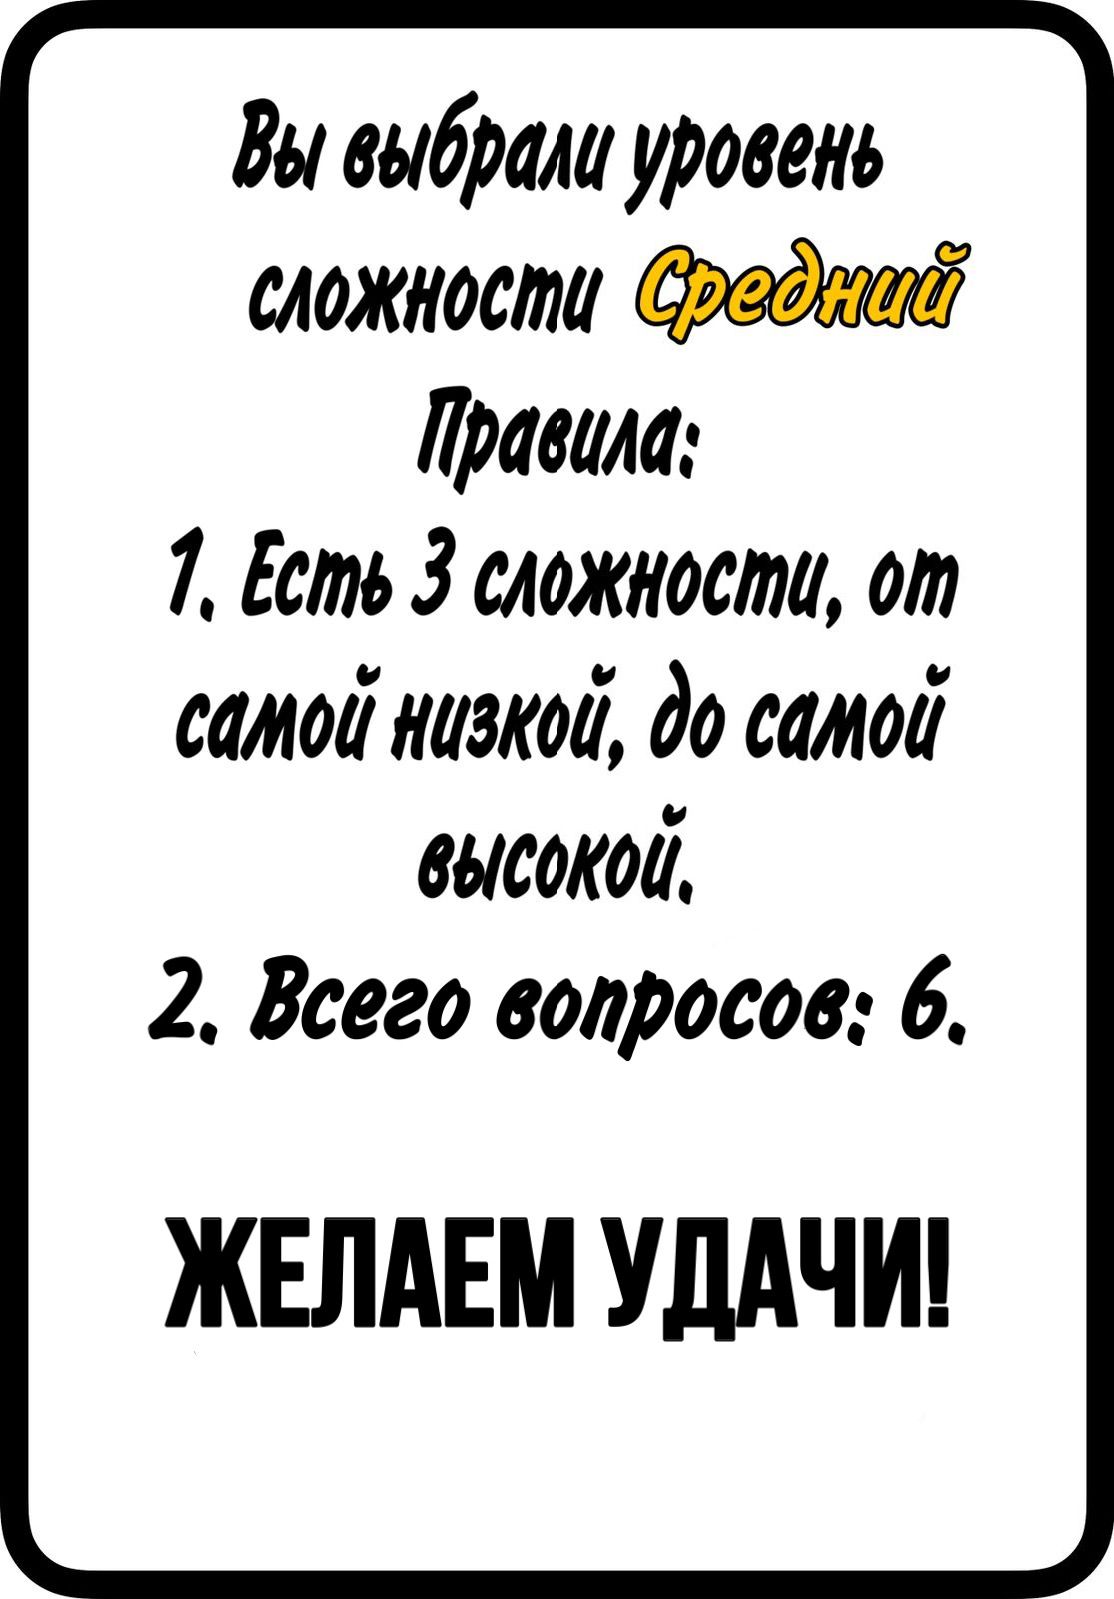 Вы выбрали уровень
сложности Средний
Правила:
1. Есть 3 сложности, от
самой низкой, до самой
высокой.
2. Всего вопросов: 6.
ЖЕЛАЕМ УДАЧИ!